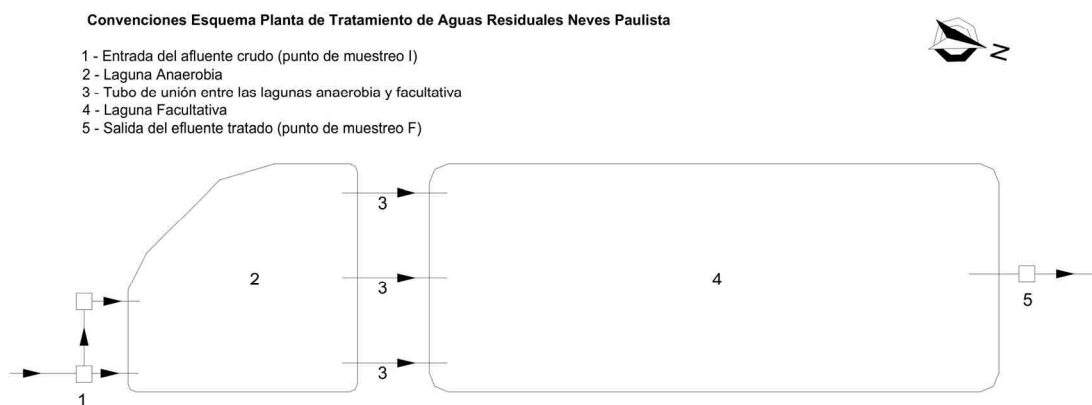 Convenciones Esquema Planta de Tratamiento de Aguas Residuales Neves Paulista
N
1 - Entrada del afluente crudo (punto de muestreo I)
2 - Laguna Anaerobia
3 - Tubo de unión entre las lagunas anaerobia y facultativa
4 - Laguna Facultativa
5 - Salida del efluente tratado (punto de muestreo F)
3
2
3
4
5
3
1